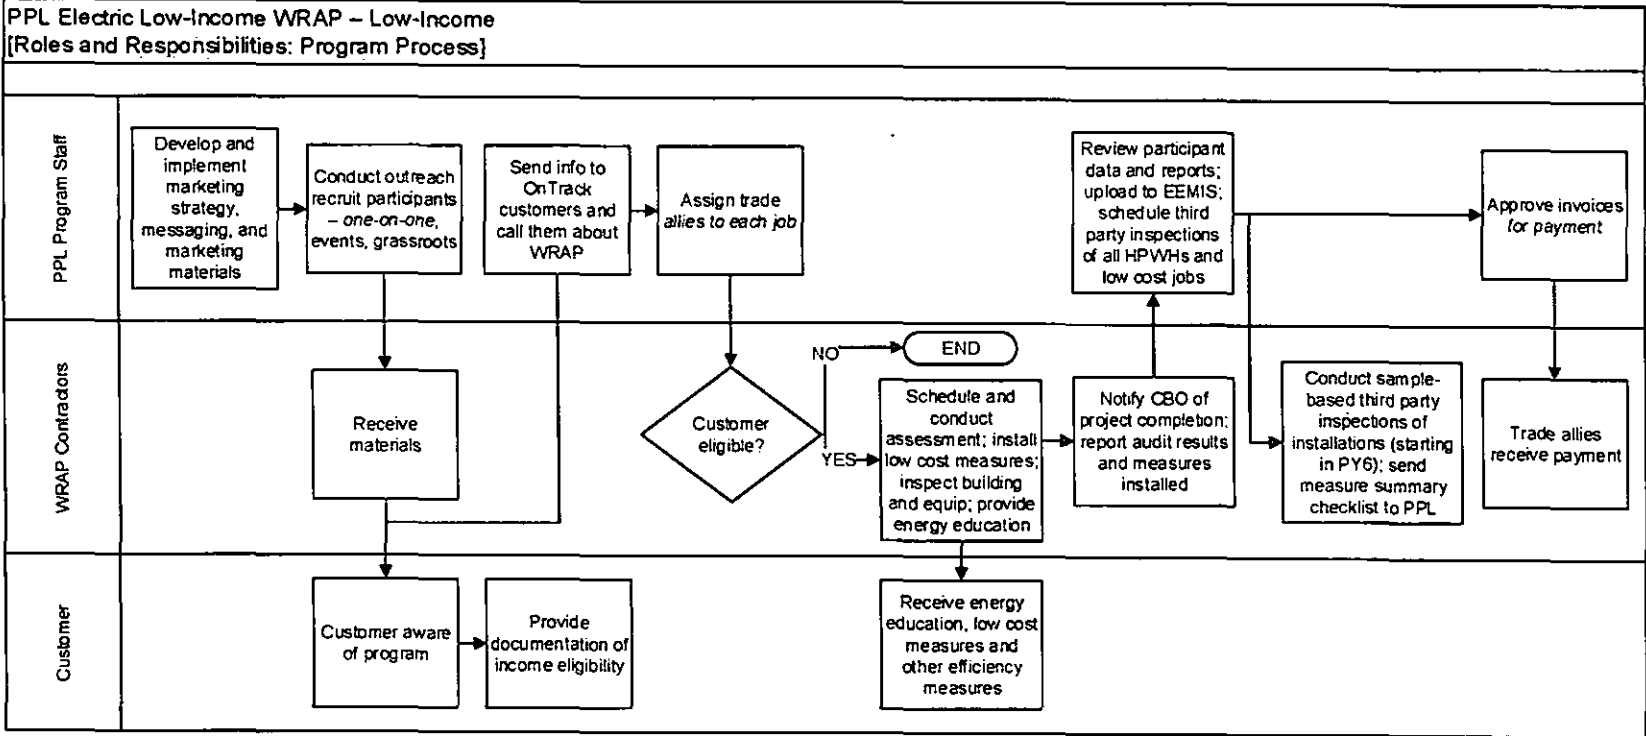 PPL Electric Low-Income WRAP – Low-Income
[Roles and Responsibilities: Program Process]
PPL Program Staff
Develop and
implement
marketing
strategy,
messaging, and
marketing
materials
Conduct outreach
recruit participants
– one-on-one,
events, grassroots
Send info to
OnTrack
customers and
call them about
WRAP
Assign trade
allies to each job
Review participant
data and reports;
upload to EEMIS;
schedule third
party inspections
of all HPWHs and
low cost jobs
Approve invoices
for payment
WRAP Contractors
Receive
materials
Customer
eligible?
NO
END
YES
Schedule and
conduct
assessment; install
low cost measures;
inspect building
and equip; provide
energy education
Notify CBO of
project completion;
report audit results
and measures
installed
Conduct sample-
based third party
inspections of
installations (starting
in PY6); send
measure summary
checklist to PPL
Trade allies
receive payment
Customer
Customer aware
of program
Provide
documentation of
income eligibility
Receive energy
education, low cost
measures and
other efficiency
measures